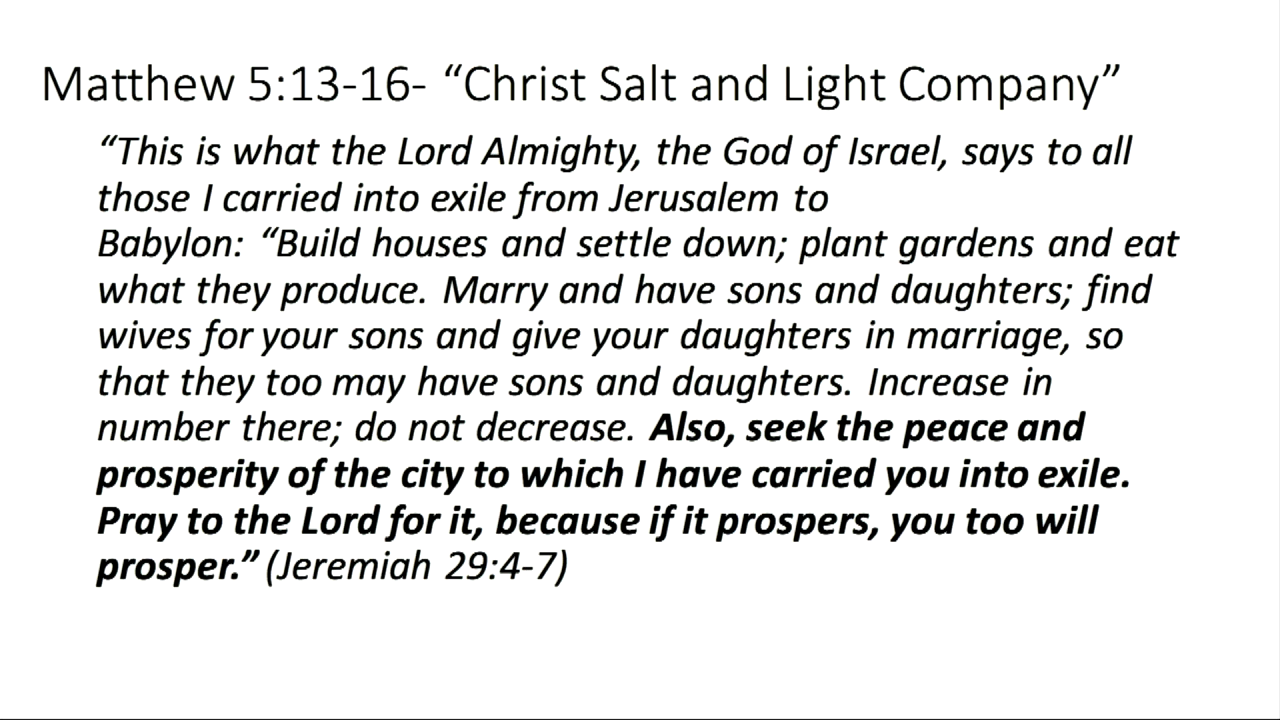 Matthew 5:13-16- “Christ Salt and Light Company”
“This is what the Lord Almighty, the God of Israel, says to all
those I carried into exile from Jerusalem to
Babylon: “Build houses and settle down; plant gardens and eat
what they produce. Marry and have sons and daughters; find
wives for your sons and give your daughters in marriage, so
that they too may have sons and daughters. Increase in
number there; do not decrease. Also, seek the peace and
prosperity of the city to which I have carried you into exile.
Pray to the Lord for it, because if it prospers, you too will
prosper.” (Jeremiah 29:4-7)